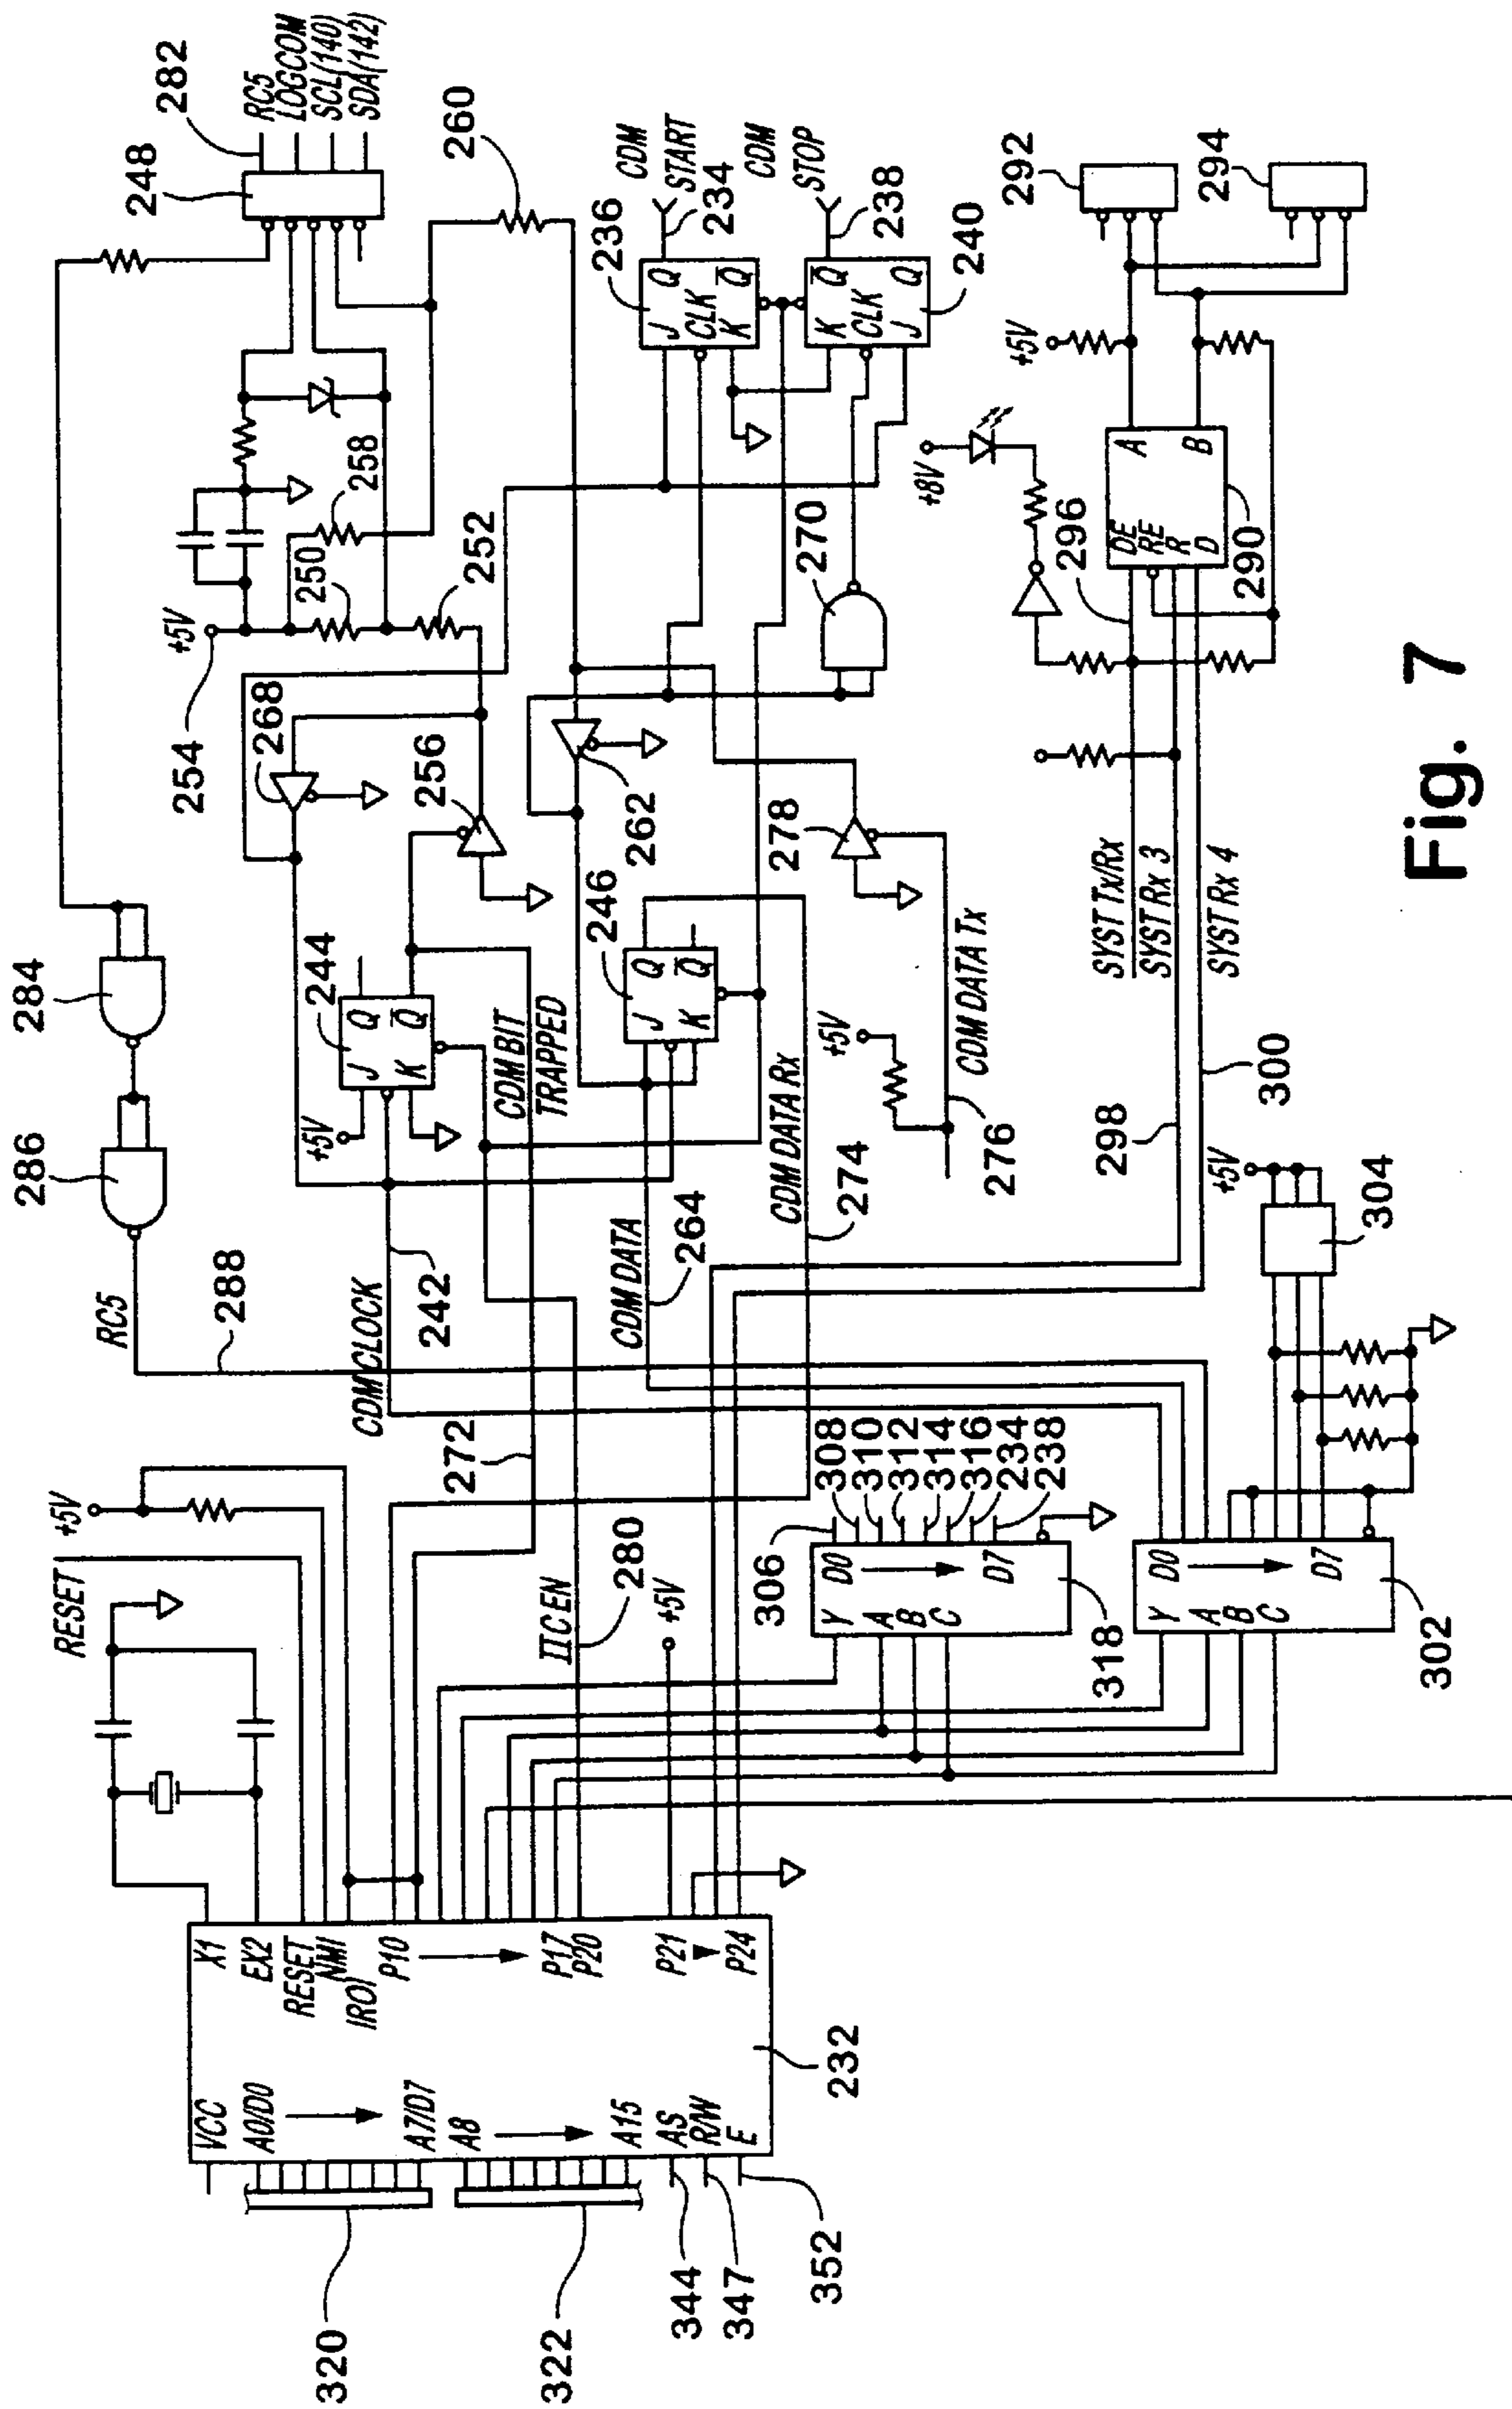 284
286
RC5
288
248
282
RC5
LOGCOM
SCL(140)
SDA(142)
260
+5V
254
250
258
252
268
256
262
244
J
Q
K
Q̅
+5V
CDM BIT
TRAPPED
242
CDM CLOCK
272
246
J
Q
K
Q̅
CDM DATA
264
CDM DATA Rx
274
236
J
Q
CLK
K
Q̅
CDM
START
234
CDM
STOP
238
K
Q̅
CLK
J
Q
240
270
278
+5V
CDM DATA Tx
276
+8V
296
+5V
DE
RE
R
D
A
B
290
292
294
SYST Tx/Rx
SYST Rx 3
SYST Rx 4
298
300
+5V
304
RESET
+5V
IIC EN
280
+5V
306
308
310
312
314
316
234
238
Y
A
B
C
D0
D7
318
Y
A
B
C
D0
D7
302
X1
EX2
RESET
NMI
IROI
P10
P17
P20
P21
P24
VCC
A0/D0
A7/D7
A8
A15
AS
R/W
E
232
320
322
344
347
352
Fig. 7